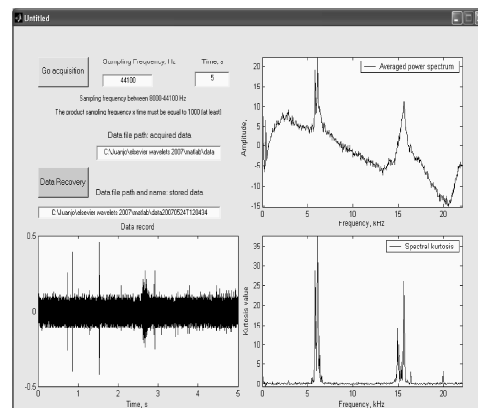 Untitled
Go acquisition
Sampling Frequency, Hz
Time, s
44100
5
Sampling frequency between 8000-44100 Hz
The product sampling frequency x time must be equal to 1000 (at least)
Data file path: acquired data
C:\Juanjo\elsevier wavelets 2007\matlab\data
Data Recovery
Data file path and name: stored data
C:\Juanjo\elsevier wavelets 2007\matlab\data20070524T120434
Data record
0.5
0
-0.5
0 1 2 3 4 5
Time, s
Averaged power spectrum
Amplitude,
20
15
10
5
0
-5
-10
-15
0 5 10 15 20
Frequency, kHz
Spectral kurtosis
Kurtosis value
35
30
25
20
15
10
5
0
0 5 10 15 20
Frequency, kHz